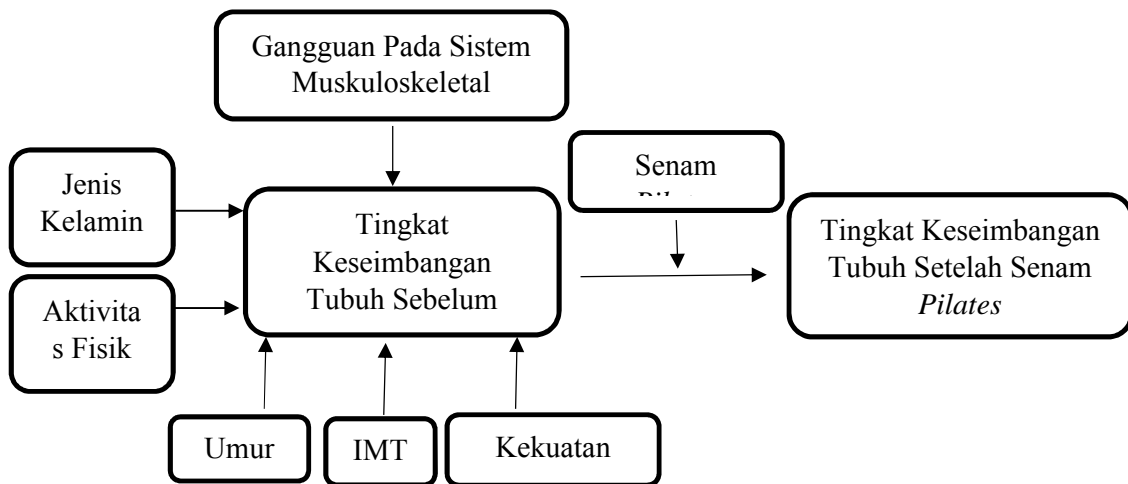 Gangguan Pada Sistem
Muskuloskeletal
Senam
Jenis
Kelamin
Tingkat
Keseimbangan
Tubuh Sebelum
Tingkat Keseimbangan
Tubuh Setelah Senam
Pilates
Aktivita
s Fisik
Umur
IMT
Kekuatan